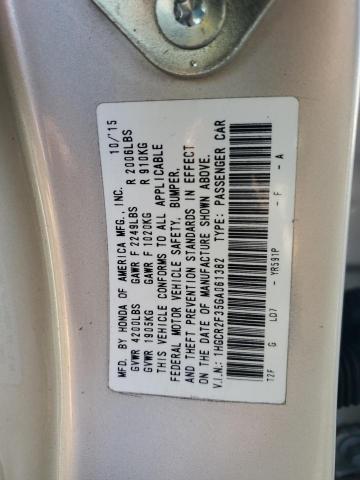 MFD. BY HONDA OF AMERICA MFG., INC. 10/15
GVWR 4200LBS GAWR F 2249LBS R 2006LBS
GVWR 1905KG GAWR F 1020KG R 910KG
THIS VEHICLE CONFORMS TO ALL APPLICABLE
FEDERAL MOTOR VEHICLE SAFETY, BUMPER,
AND THEFT PREVENTION STANDARDS IN EFFECT
ON THE DATE OF MANUFACTURE SHOWN ABOVE.
V.I.N.: 1HGCR2F35GA061382 TYPE: PASSENGER CAR
YR591P F A
T2F G LD7